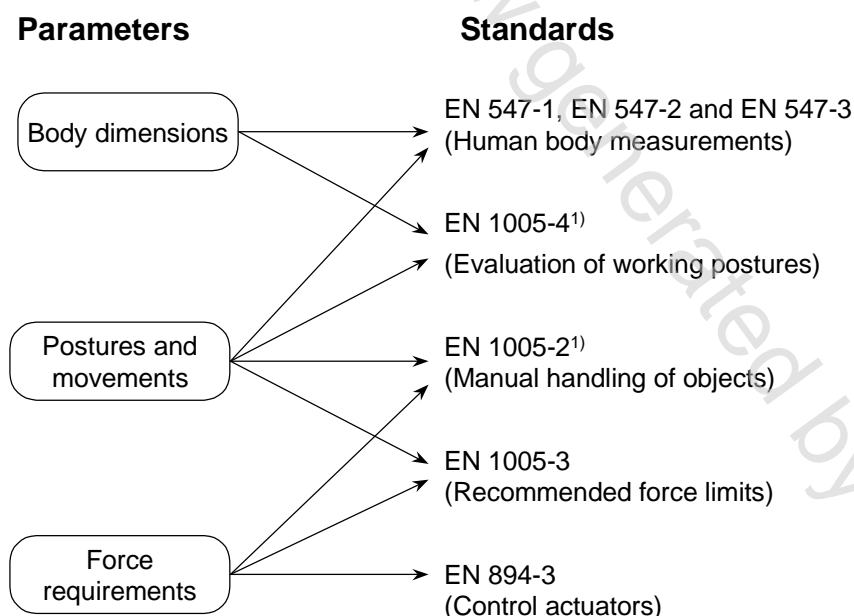 Parameters
Standards
Body dimensions
EN 547-1, EN 547-2 and EN 547-3
(Human body measurements)
EN 1005-4¹⁾
(Evaluation of working postures)
Postures and
movements
EN 1005-2¹⁾
(Manual handling of objects)
EN 1005-3
(Recommended force limits)
Force
requirements
EN 894-3
(Control actuators)
generated by